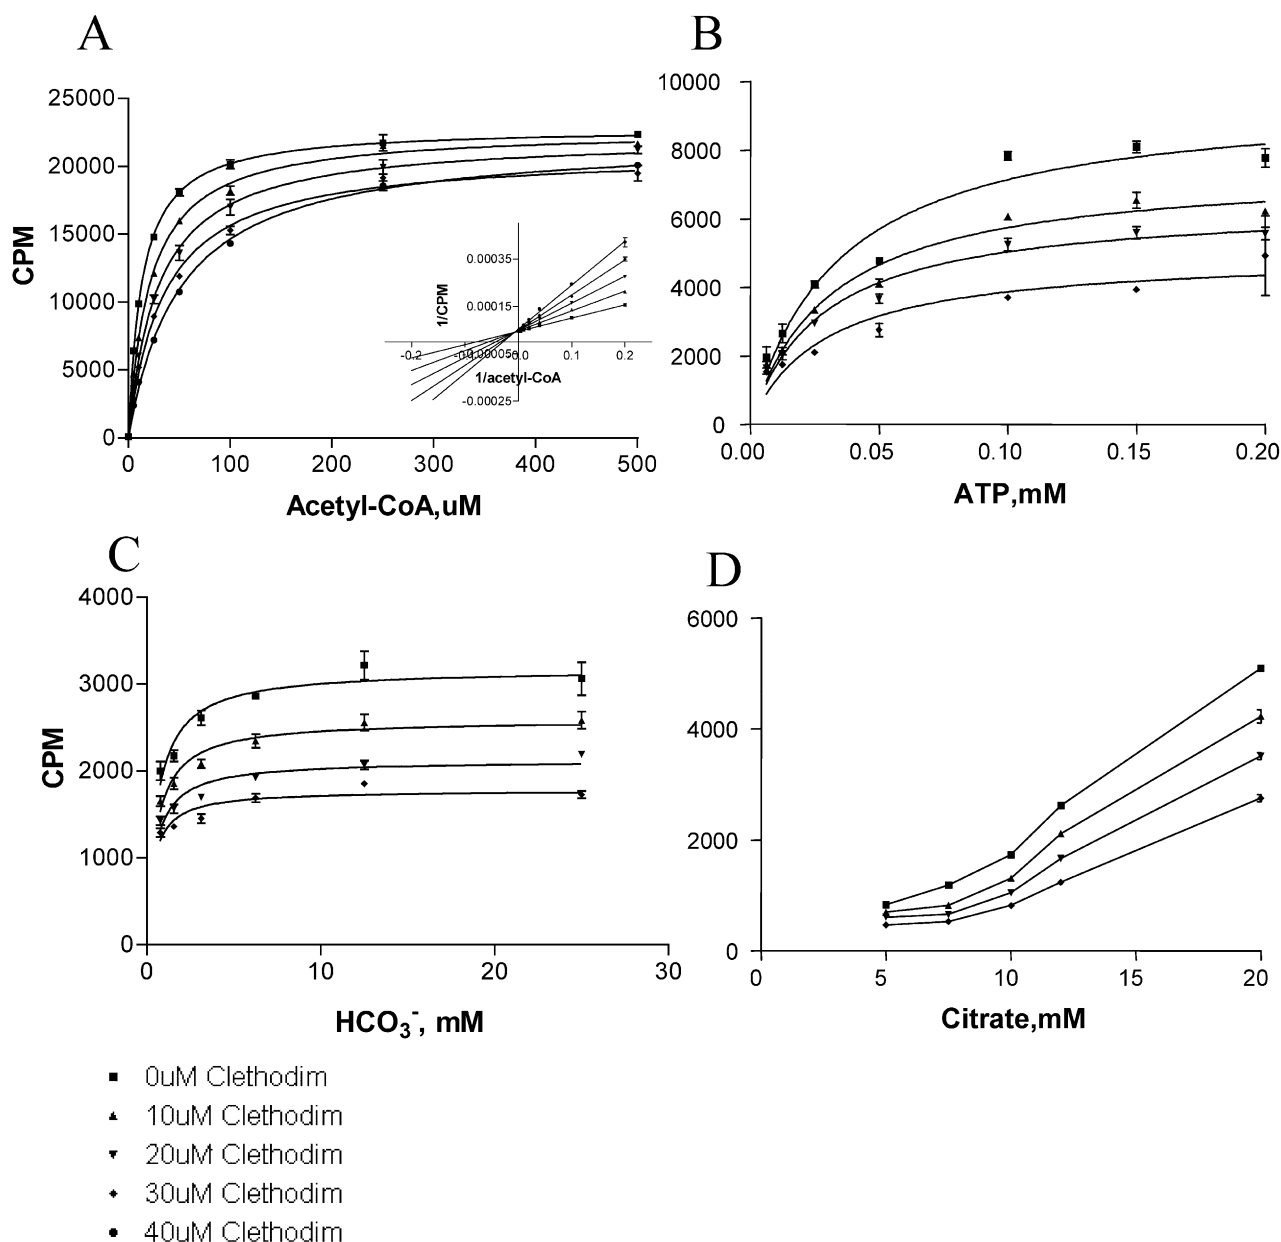 A
B
25000
20000
15000
10000
5000
0
CPM
0 100 200 300 400 500
Acetyl-CoA,uM
0.00035
0.00015
-0.00025
1/CPM
-0.2 0.0 0.1 0.2
1/acetyl-CoA
10000
8000
6000
4000
2000
0
0.00 0.05 0.10 0.15 0.20
ATP,mM
C
D
4000
3000
2000
1000
0
CPM
0 10 20 30
HCO₃⁻, mM
6000
4000
2000
0
0 5 10 15 20
Citrate,mM
0uM Clethodim
10uM Clethodim
20uM Clethodim
30uM Clethodim
40uM Clethodim